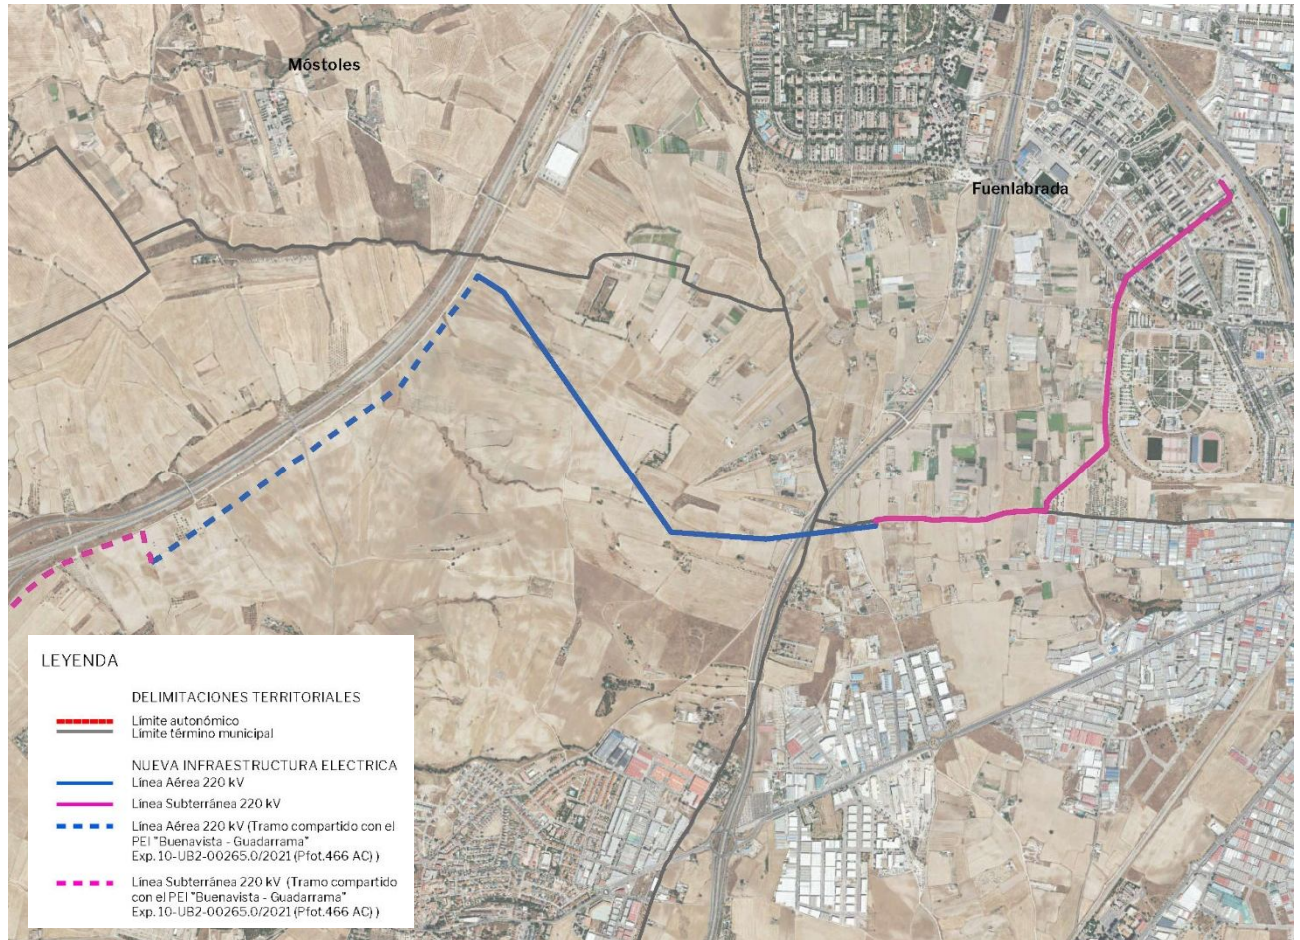 Móstoles
Fuenlabrada
LEYENDA
DELIMITACIONES TERRITORIALES
Límite autonómico
Límite término municipal
NUEVA INFRAESTRUCTURA ELECTRICA
Línea Aérea 220 kV
Línea Subterránea 220 kV
Línea Aérea 220 kV (Tramo compartido con el
PEI "Buenavista - Guadarrama"
Exp. 10-UB2-00265.0/2021 (Pfot.466 AC) )
Línea Subterránea 220 kV (Tramo compartido
con el PEI "Buenavista - Guadarrama"
Exp. 10-UB2-00265.0/2021 (Pfot.466 AC) )